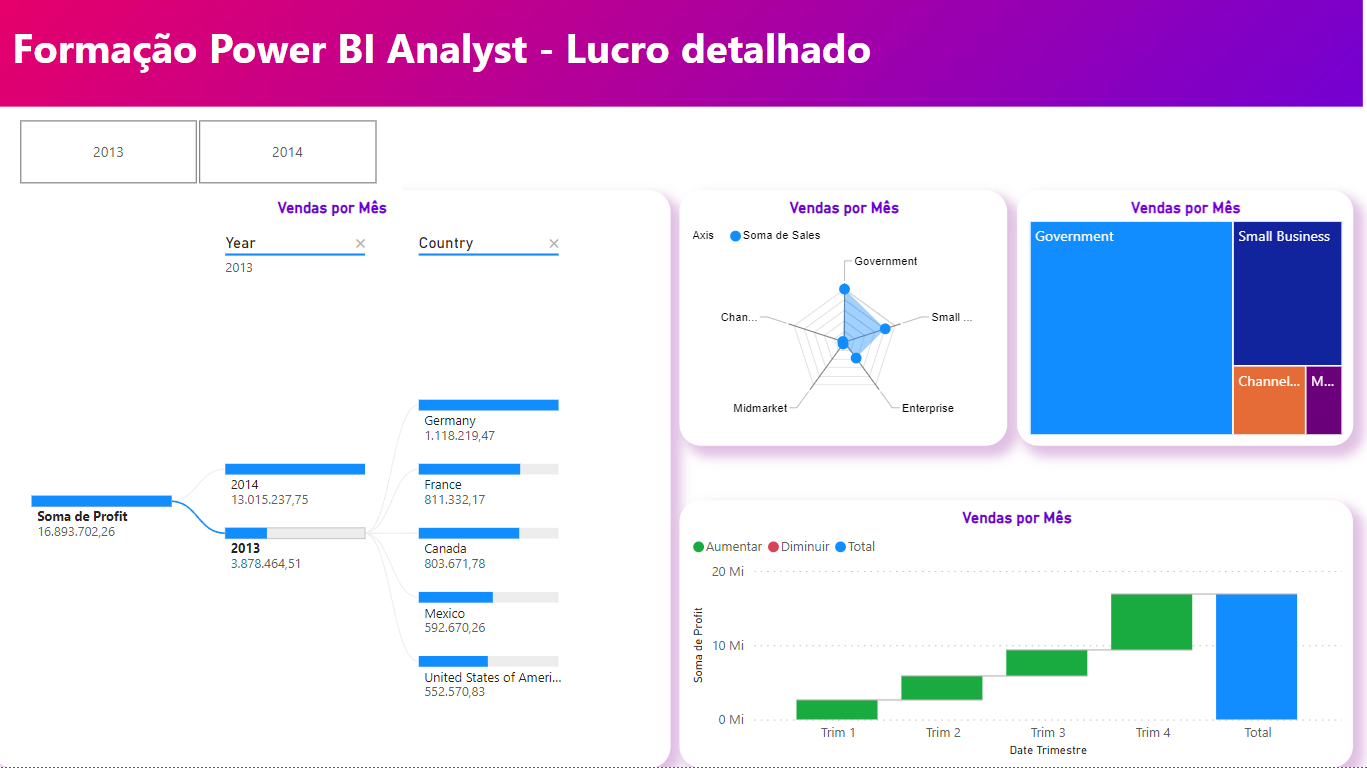 Formação Power BI Analyst - Lucro detalhado
2013
2014
Vendas por Mês
Year
Country
2013
Soma de Profit
16.893.702,26
2014
13.015.237,75
2013
3.878.464,51
Germany
1.118.219,47
France
811.332,17
Canada
803.671,78
Mexico
592.670,26
United States of Ameri...
552.570,83
Vendas por Mês
Axis
Soma de Sales
Government
Small ...
Enterprise
Midmarket
Chan...
Vendas por Mês
Government
Small Business
Channel...
M...
Vendas por Mês
Aumentar
Diminuir
Total
Soma de Profit
20 Mi
10 Mi
0 Mi
Trim 1
Trim 2
Trim 3
Trim 4
Total
Date Trimestre